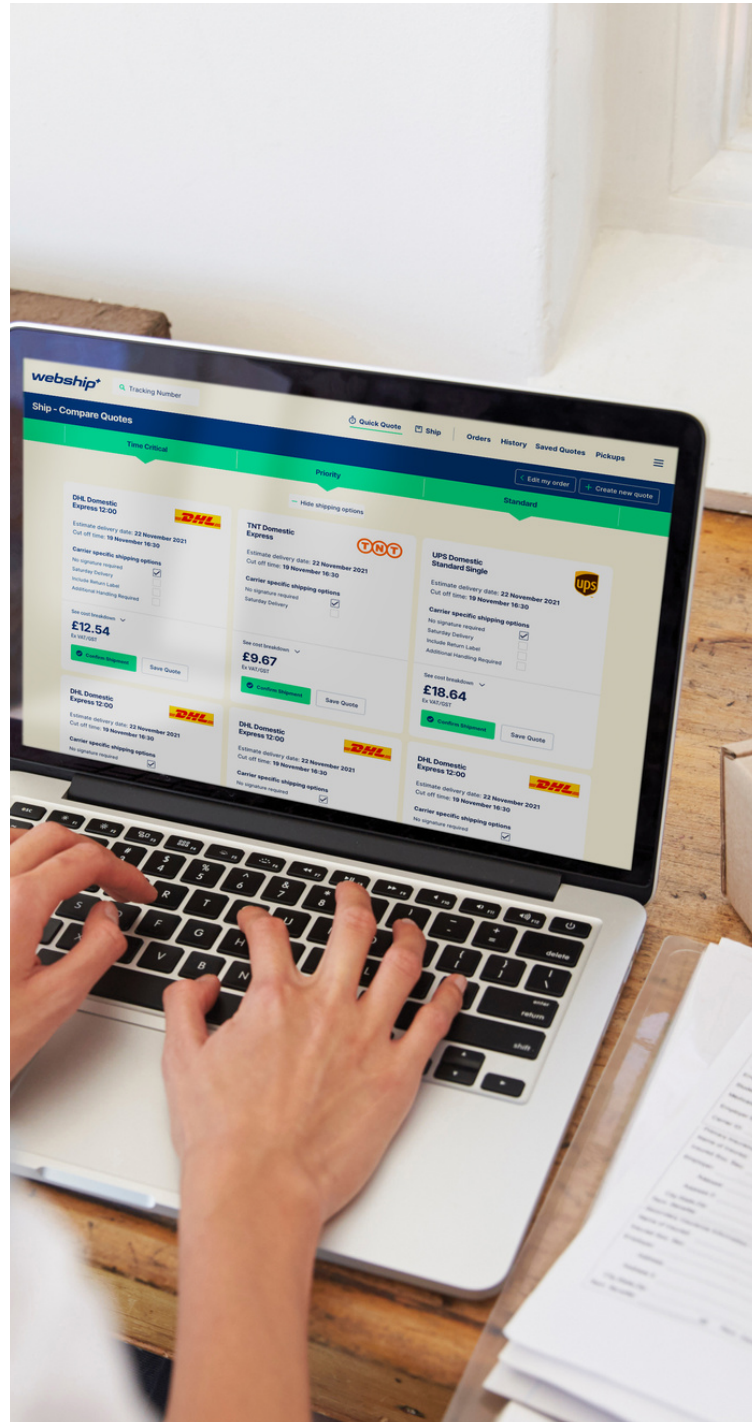 webship+
Tracking Number
Quick Quote
Ship
Orders
History
Saved Quotes
Pickups
Ship - Compare Quotes
Edit my order
+ Create new quote
Time Critical
Priority
Standard
Hide shipping options
DHL Domestic
Express 12:00
DHL
Estimate delivery date: 22 November 2021
Cut off time: 19 November 16:30
Carrier specific shipping options
No signature required
Saturday Delivery
Include Return Label
Additional Handling Required
See cost breakdown
£12.54
Ex VAT/GST
Confirm Shipment
Save Quote
TNT Domestic
Express
TNT
Estimate delivery date: 22 November 2021
Cut off time: 19 November 16:30
Carrier specific shipping options
No signature required
Saturday Delivery
See cost breakdown
£9.67
Ex VAT/GST
Confirm Shipment
Save Quote
UPS Domestic
Standard Single
ups
Estimate delivery date: 22 November 2021
Cut off time: 19 November 16:30
Carrier specific shipping options
No signature required
Saturday Delivery
Include Return Label
Additional Handling Required
See cost breakdown
£18.64
Ex VAT/GST
Confirm Shipment
Save Quote
DHL Domestic
Express 12:00
DHL
Estimate delivery date: 22 November 2021
Cut off time: 19 November 16:30
Carrier specific shipping options
No signature required
DHL Domestic
Express 12:00
DHL
Estimate delivery date: 22 November 2021
Cut off time: 19 November 16:30
Carrier specific shipping options
No signature required
DHL Domestic
Express 12:00
DHL
Estimate delivery date: 22 November 2021
Cut off time: 19 November 16:30
Carrier specific shipping options
No signature required
esc
delete
enter
return
shift